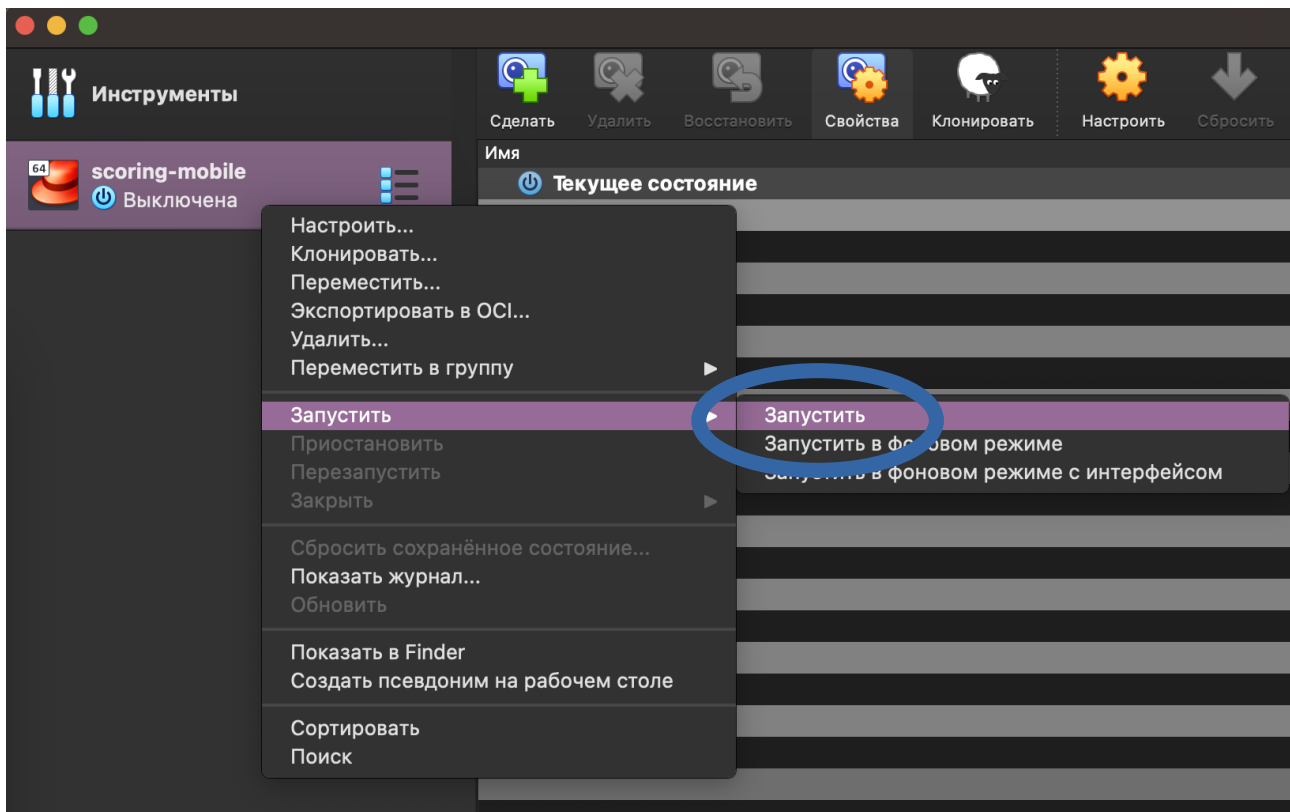 Инструменты
Сделать
Удалить
Восстановить
Свойства
Клонировать
Настроить
Сбросить
64
scoring-mobile
Выключена
Имя
Текущее состояние
Настроить...
Клонировать...
Переместить...
Экспортировать в OCI...
Удалить...
Переместить в группу
Запустить
Приостановить
Перезапустить
Закрыть
Сбросить сохранённое состояние...
Показать журнал...
Обновить
Показать в Finder
Создать псевдоним на рабочем столе
Сортировать
Поиск
Запустить
Запустить в фоновом режиме
Запустить в фоновом режиме с интерфейсом